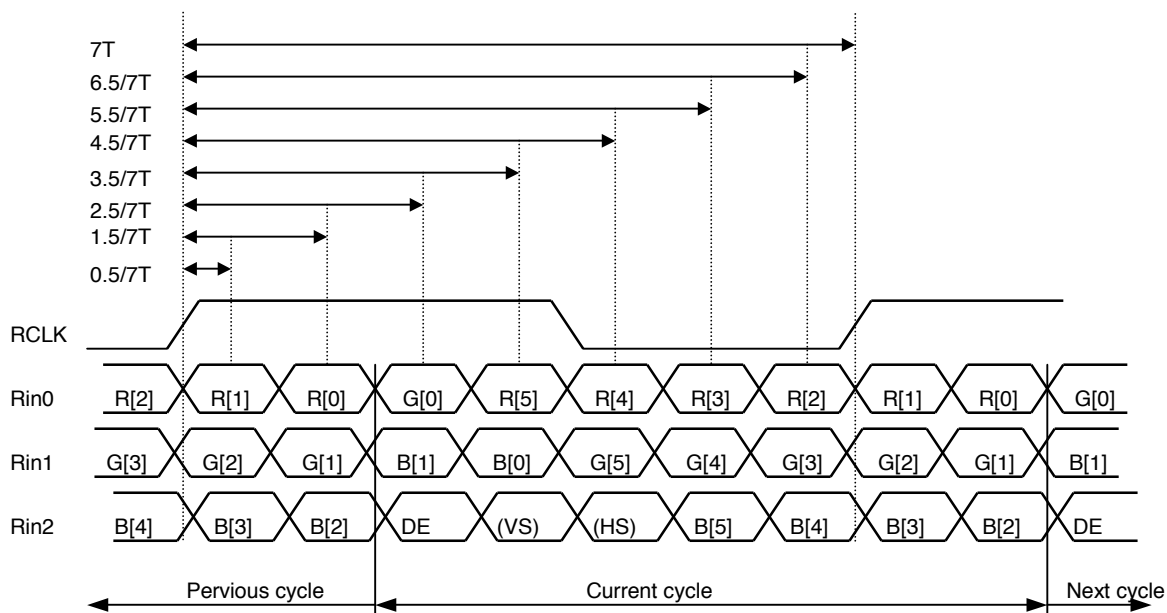 7T
6.5/7T
5.5/7T
4.5/7T
3.5/7T
2.5/7T
1.5/7T
0.5/7T
RCLK
Rin0 R[2] R[1] R[0] G[0] R[5] R[4] R[3] R[2] R[1] R[0] G[0]
Rin1 G[3] G[2] G[1] B[1] B[0] G[5] G[4] G[3] G[2] G[1] B[1]
Rin2 B[4] B[3] B[2] DE (VS) (HS) B[5] B[4] B[3] B[2] DE
Pervious cycle Current cycle Next cycle